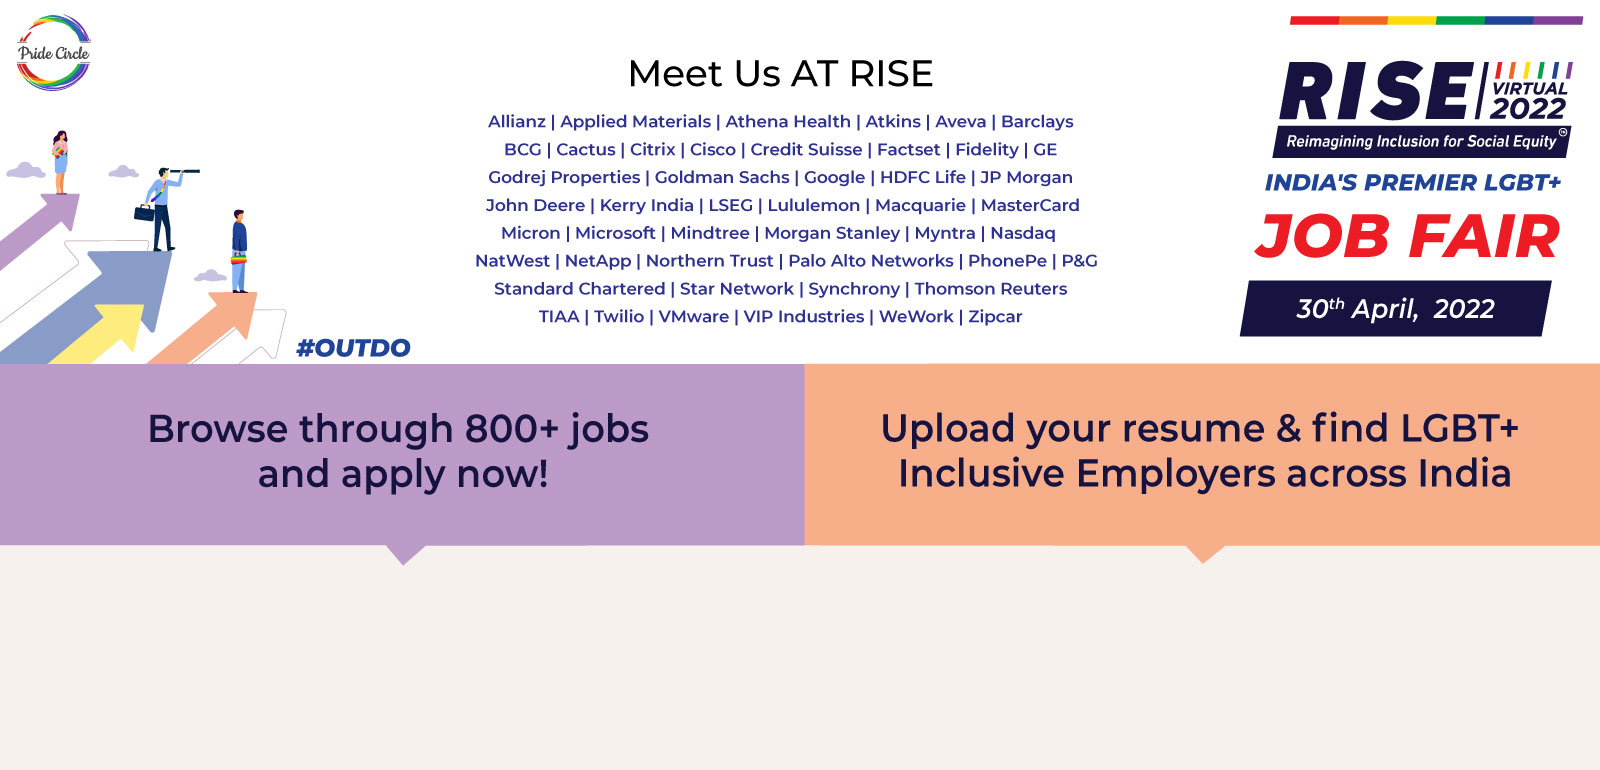 Pride Circle
Meet Us AT RISE
Allianz | Applied Materials | Athena Health | Atkins | Aveva | Barclays
BCG | Cactus | Citrix | Cisco | Credit Suisse | Factset | Fidelity | GE
Godrej Properties | Goldman Sachs | Google | HDFC Life | JP Morgan
John Deere | Kerry India | LSEG | Lululemon | Macquarie | MasterCard
Micron | Microsoft | Mindtree | Morgan Stanley | Myntra | Nasdaq
NatWest | NetApp | Northern Trust | Palo Alto Networks | PhonePe | P&G
Standard Chartered | Star Network | Synchrony | Thomson Reuters
TIAA | Twilio | VMware | VIP Industries | WeWork | Zipcar
#OUTDO
RISE
VIRTUAL
2022
Reimagining Inclusion for Social Equity
INDIA'S PREMIER LGBT+
JOB FAIR
30th April, 2022
Browse through 800+ jobs
and apply now!
Upload your resume & find LGBT+
Inclusive Employers across India